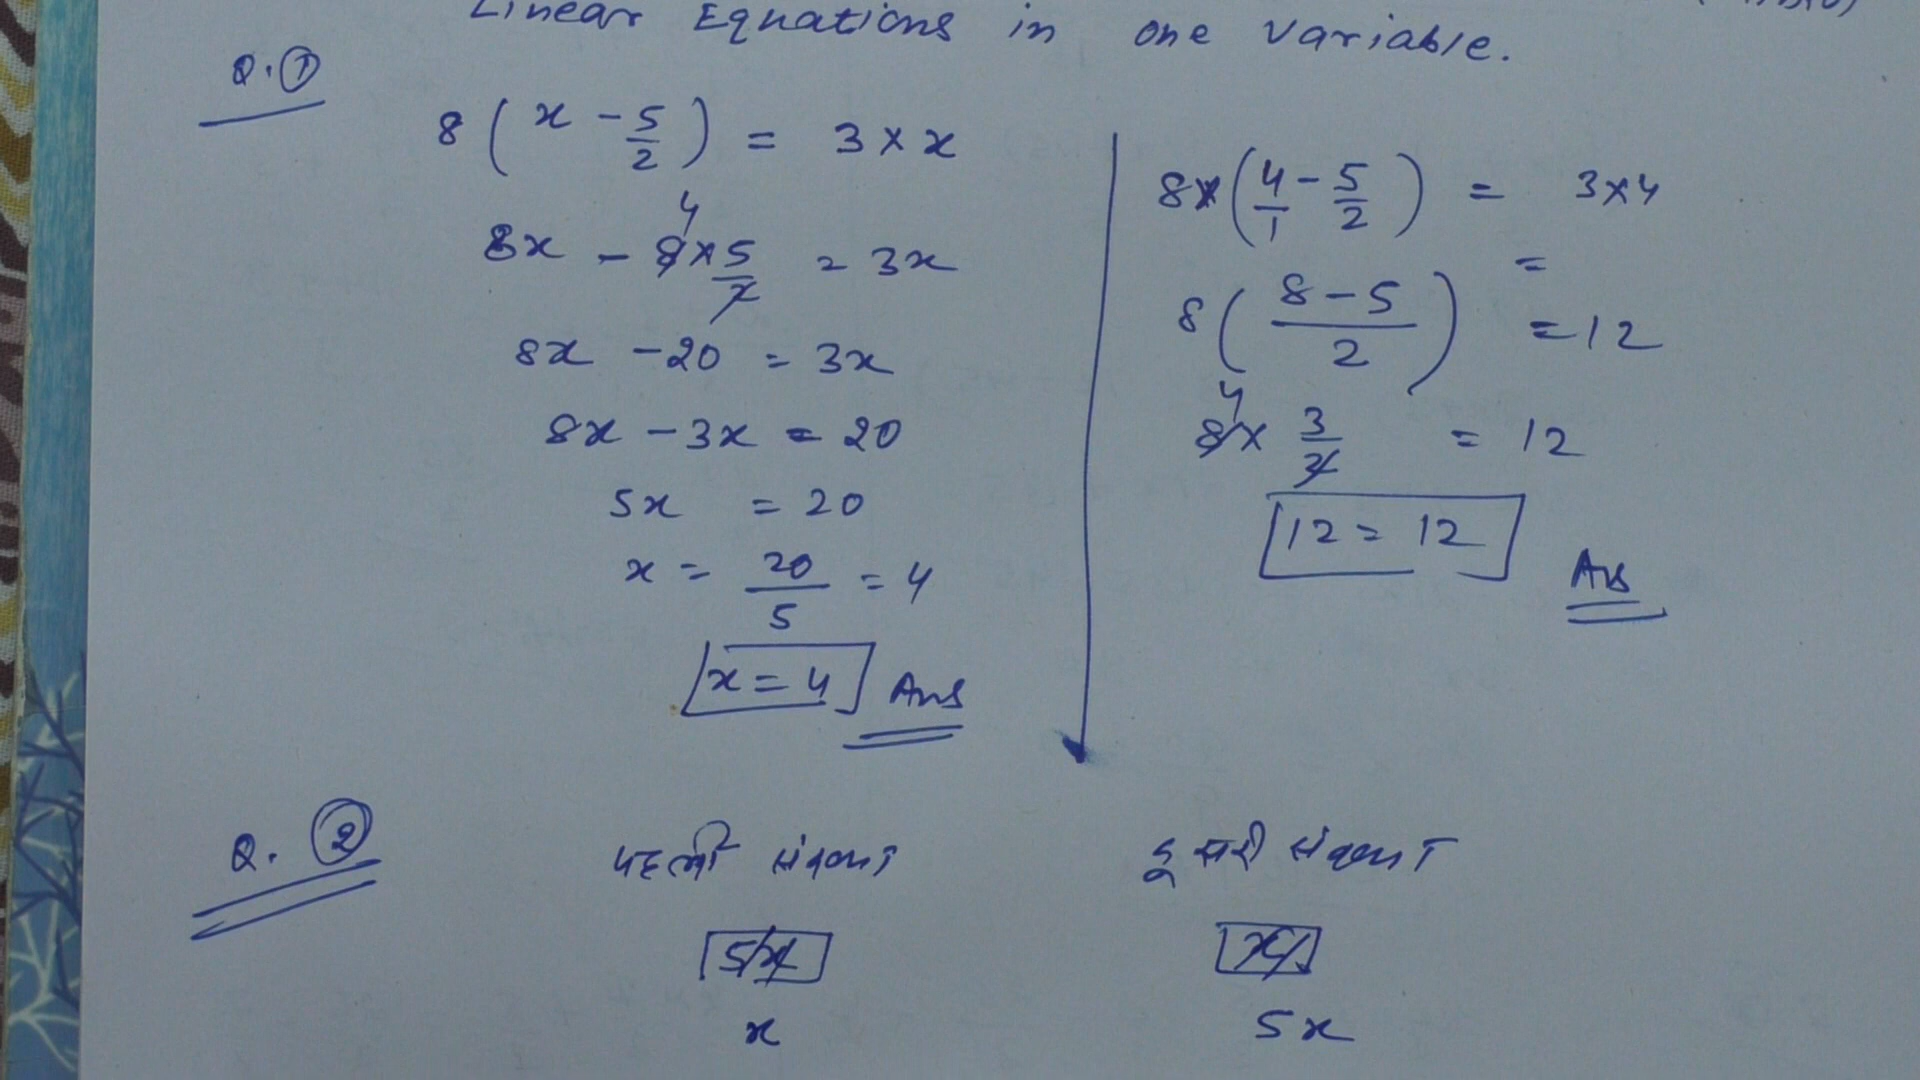 Linear Equations in one variable.
Q. ①
8 ( x - 5/2 ) = 3 × x
8x - 8 × 5/2 = 3x
4
8x - 20 = 3x
8x - 3x = 20
5x = 20
x = 20/5 = 4
x = 4 Ans
8 × ( 4/1 - 5/2 ) = 3×4
=
8 ( 8-5/2 ) = 12
4
8 × 3/2 = 12
12 = 12
Ans
Q. ②
पहली संख्या दूसरी संख्या
5x x
x 5x